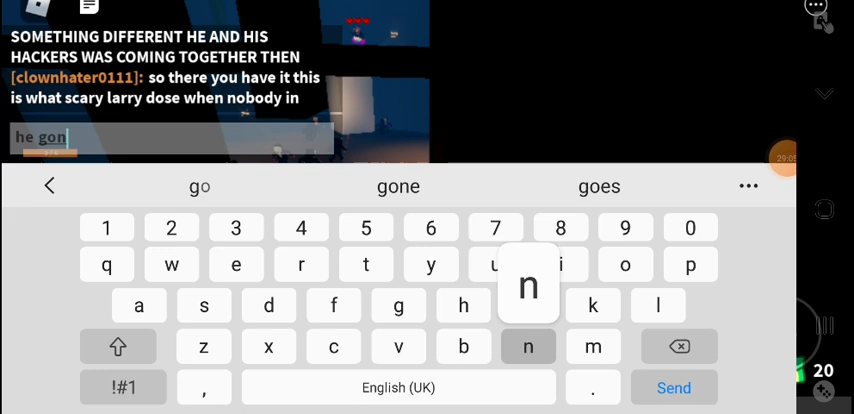 SOMETHING DIFFERENT HE AND HIS
HACKERS WAS COMING TOGETHER THEN
[clownhater0111]: so there you have it this
is what scary larry dose when nobody in
he gon
29:05
go gone goes
1 2 3 4 5 6 7 8 9 0
q w e r t y u i o p
n
a s d f g h k l
z x c v b n m
!#1 , English (UK) . Send
20